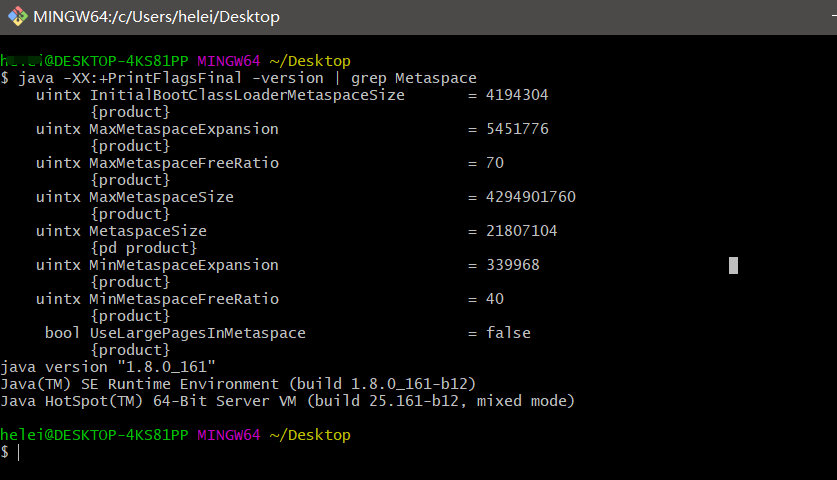 MINGW64:/c/Users/helei/Desktop
helei@DESKTOP-4KS81PP MINGW64 ~/Desktop
$ java -XX:+PrintFlagsFinal -version | grep Metaspace
uintx InitialBootClassLoaderMetaspaceSize = 4194304
{product}
uintx MaxMetaspaceExpansion = 5451776
{product}
uintx MaxMetaspaceFreeRatio = 70
{product}
uintx MaxMetaspaceSize = 4294901760
{product}
uintx MetaspaceSize = 21807104
{pd product}
uintx MinMetaspaceExpansion = 339968
{product}
uintx MinMetaspaceFreeRatio = 40
{product}
bool UseLargePagesInMetaspace = false
{product}
java version "1.8.0_161"
Java(TM) SE Runtime Environment (build 1.8.0_161-b12)
Java HotSpot(TM) 64-Bit Server VM (build 25.161-b12, mixed mode)
helei@DESKTOP-4KS81PP MINGW64 ~/Desktop
$